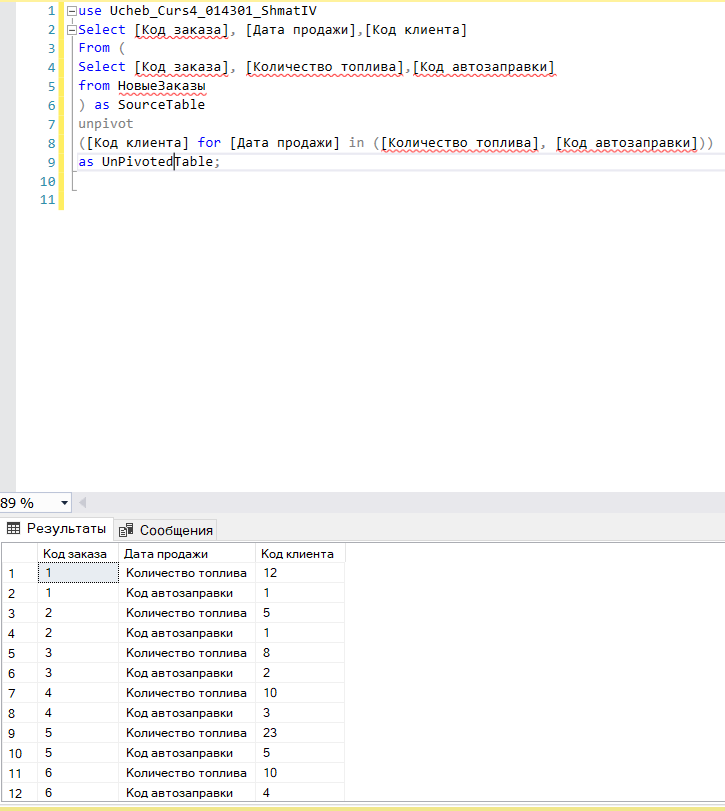 1 use Ucheb_Curs4_014301_ShmatIV
2 Select [Код заказа], [Дата продажи],[Код клиента]
3 From (
4 Select [Код заказа], [Количество топлива],[Код автозаправки]
5 from НовыеЗаказы
6 ) as SourceTable
7 unpivot
8 ([Код клиента] for [Дата продажи] in ([Количество топлива], [Код автозаправки]))
9 as UnPivotedTable;
10
11
89 %
Результаты Сообщения
Код заказа Дата продажи Код клиента
1 1 Количество топлива 12
2 1 Код автозаправки 1
3 2 Количество топлива 5
4 2 Код автозаправки 1
5 3 Количество топлива 8
6 3 Код автозаправки 2
7 4 Количество топлива 10
8 4 Код автозаправки 3
9 5 Количество топлива 23
10 5 Код автозаправки 5
11 6 Количество топлива 10
12 6 Код автозаправки 4